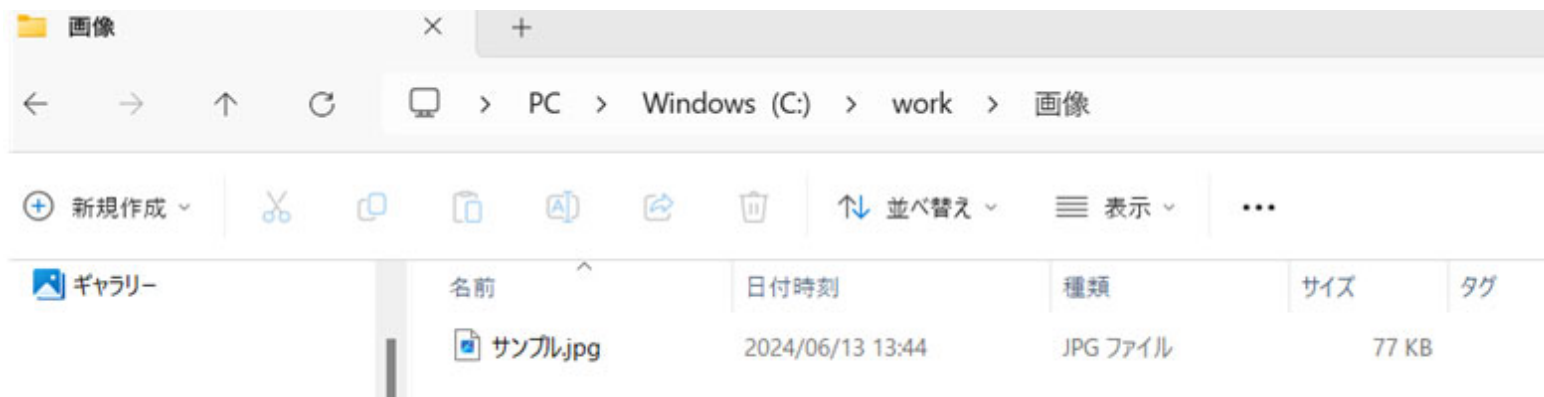 画像
PC > Windows (C:) > work > 画像
新規作成 並べ替え 表示 •••
ギャラリー 名前 日付時刻 種類 サイズ タグ
サンプル.jpg 2024/06/13 13:44 JPG ファイル 77 KB